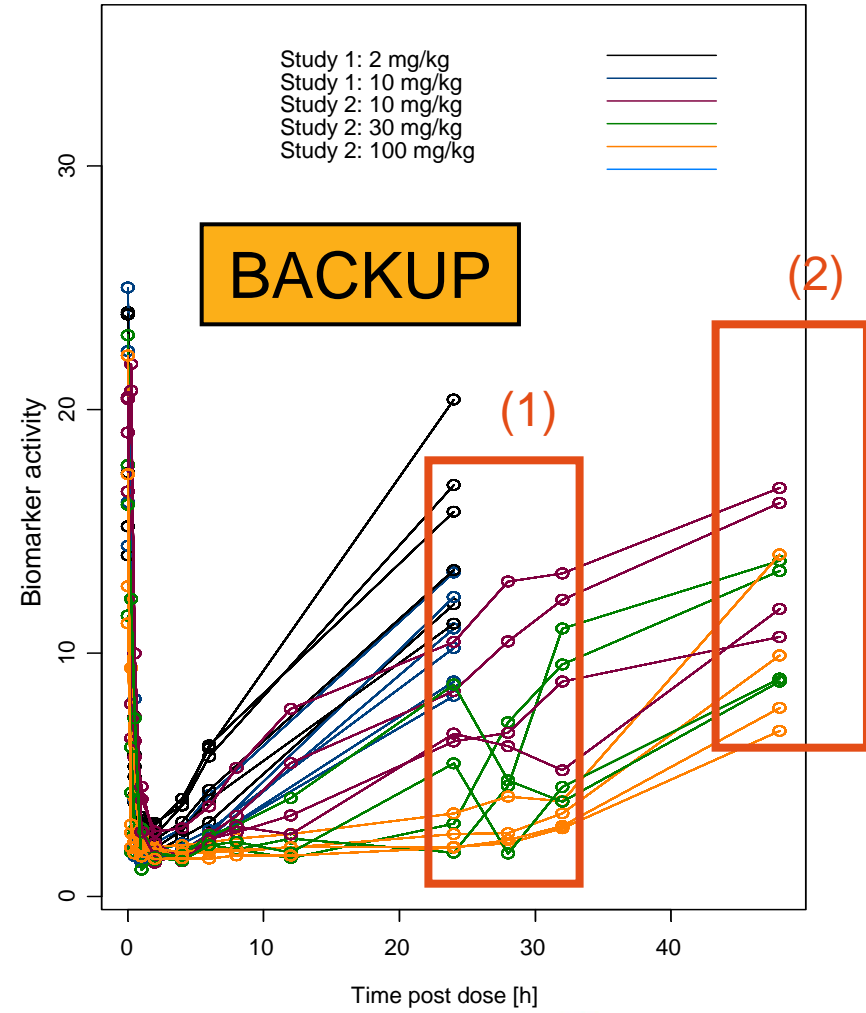 Study 1: 2 mg/kg
Study 1: 10 mg/kg
Study 2: 10 mg/kg
Study 2: 30 mg/kg
Study 2: 100 mg/kg
BACKUP
(1)
(2)
Biomarker activity
30
20
10
0
0 10 20 30 40
Time post dose [h]